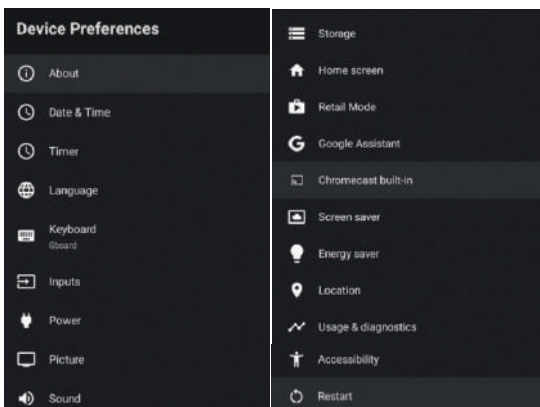 Device Preferences
About
Date & Time
Timer
Language
Keyboard
Gboard
Inputs
Power
Picture
Sound
Storage
Home screen
Retail Mode
Google Assistant
Chromecast built-in
Screen saver
Energy saver
Location
Usage & diagnostics
Accessibility
Restart